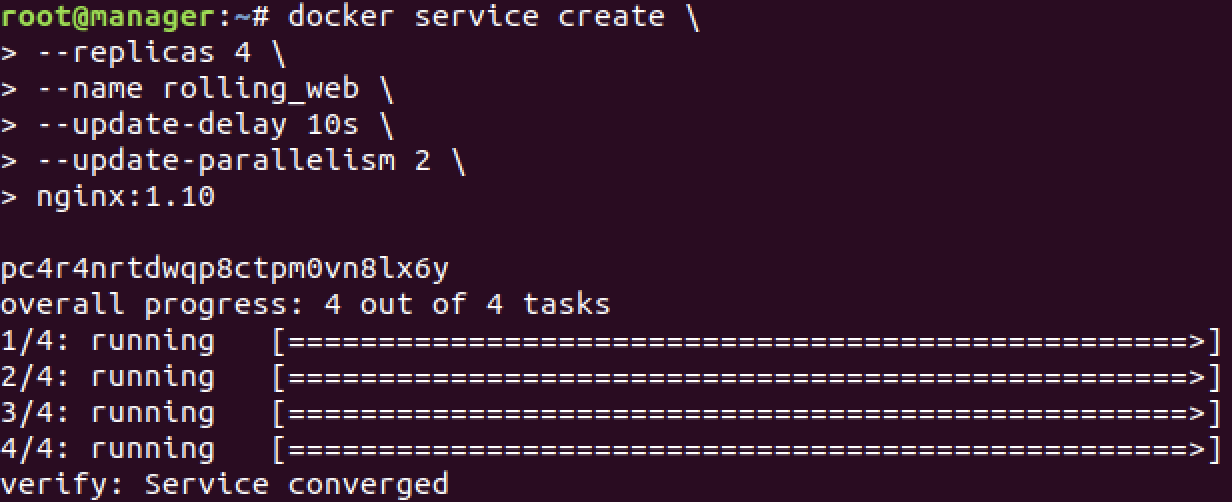 root@manager:~# docker service create \
> --replicas 4 \
> --name rolling_web \
> --update-delay 10s \
> --update-parallelism 2 \
> nginx:1.10
pc4r4nrtdwqp8ctpm0vn8lx6y
overall progress: 4 out of 4 tasks
1/4: running   [==================================================>]
2/4: running   [==================================================>]
3/4: running   [==================================================>]
4/4: running   [==================================================>]
verify: Service converged